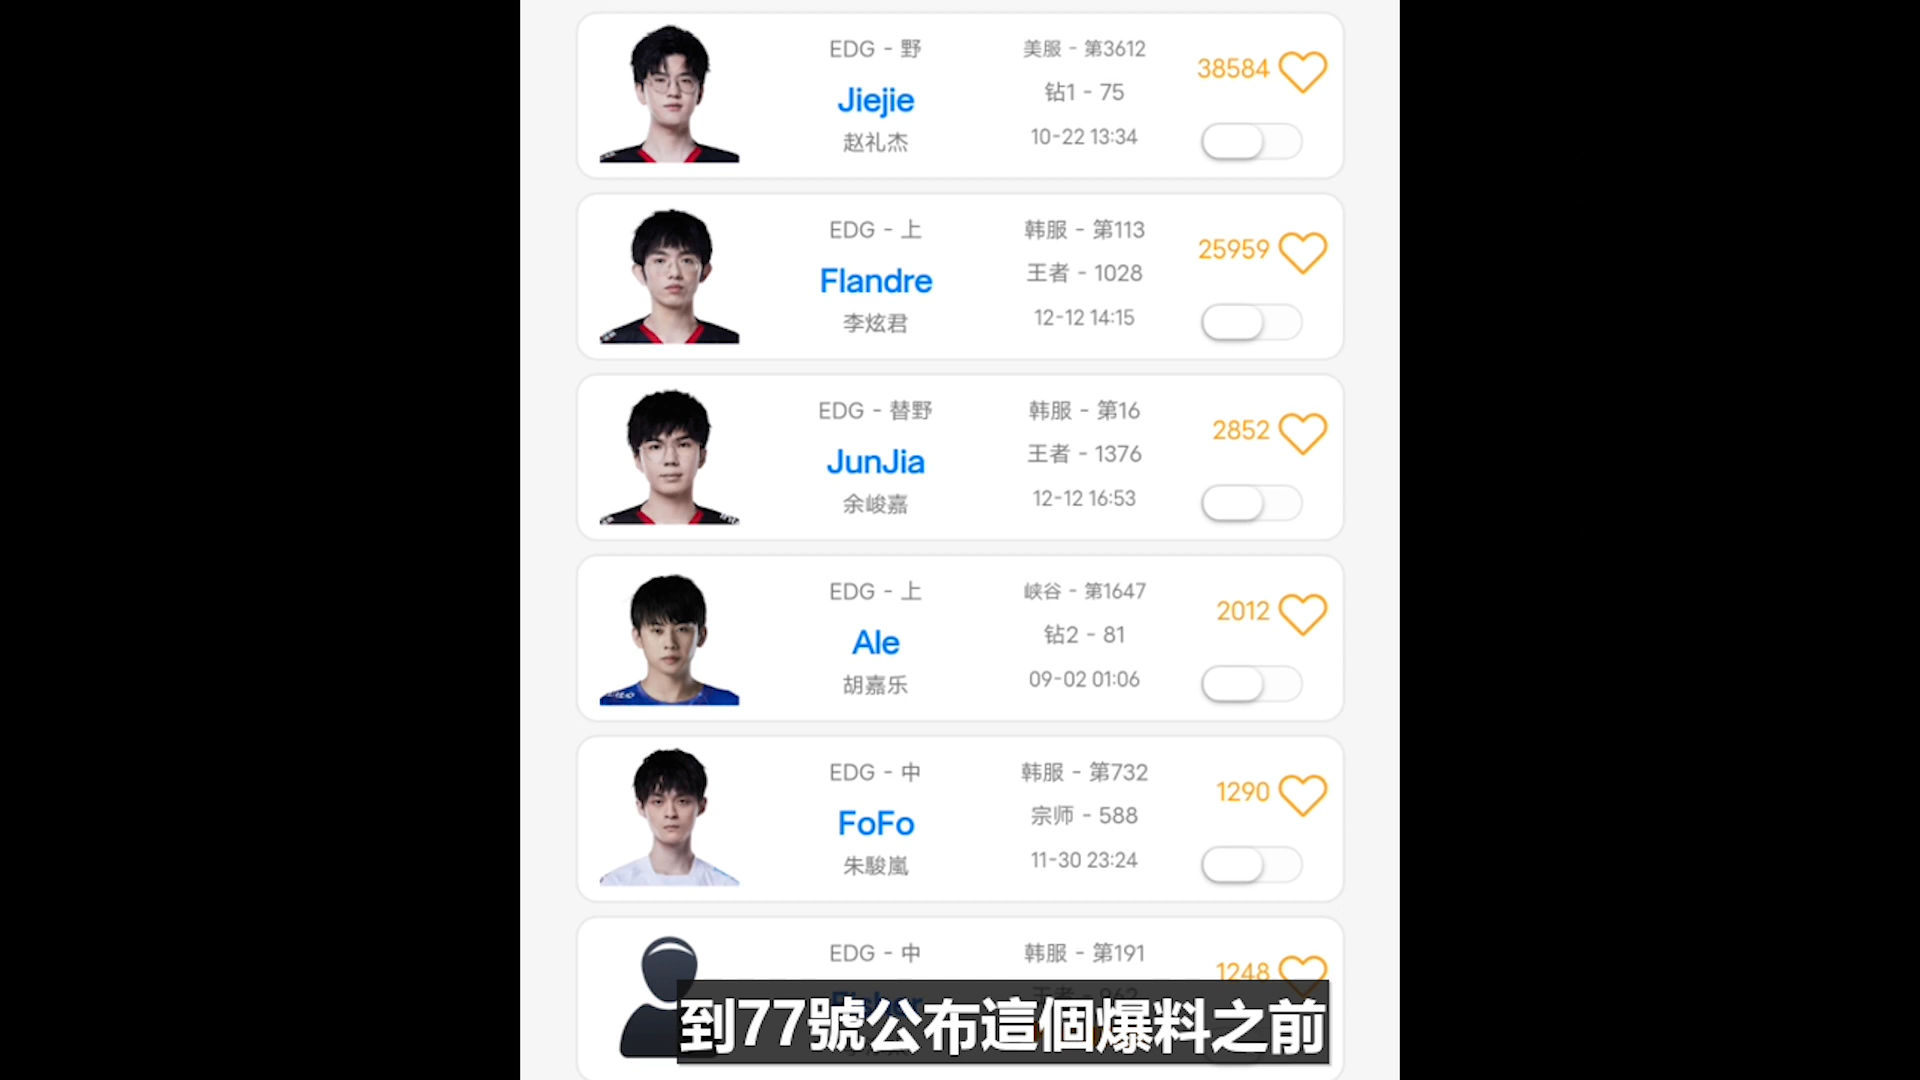 EDG - 野
Jiejie
赵礼杰
美服 - 第3612
钻1 - 75
10-22 13:34
38584
EDG - 上
Flandre
李炫君
韩服 - 第113
王者 - 1028
12-12 14:15
25959
EDG - 替野
JunJia
余峻嘉
韩服 - 第16
王者 - 1376
12-12 16:53
2852
EDG - 上
Ale
胡嘉乐
峡谷 - 第1647
钻2 - 81
09-02 01:06
2012
EDG - 中
FoFo
朱駿嵐
韩服 - 第732
宗师 - 588
11-30 23:24
1290
EDG - 中
Fisher
韩服 - 第191
王者 - 962
1248
到77號公布這個爆料之前